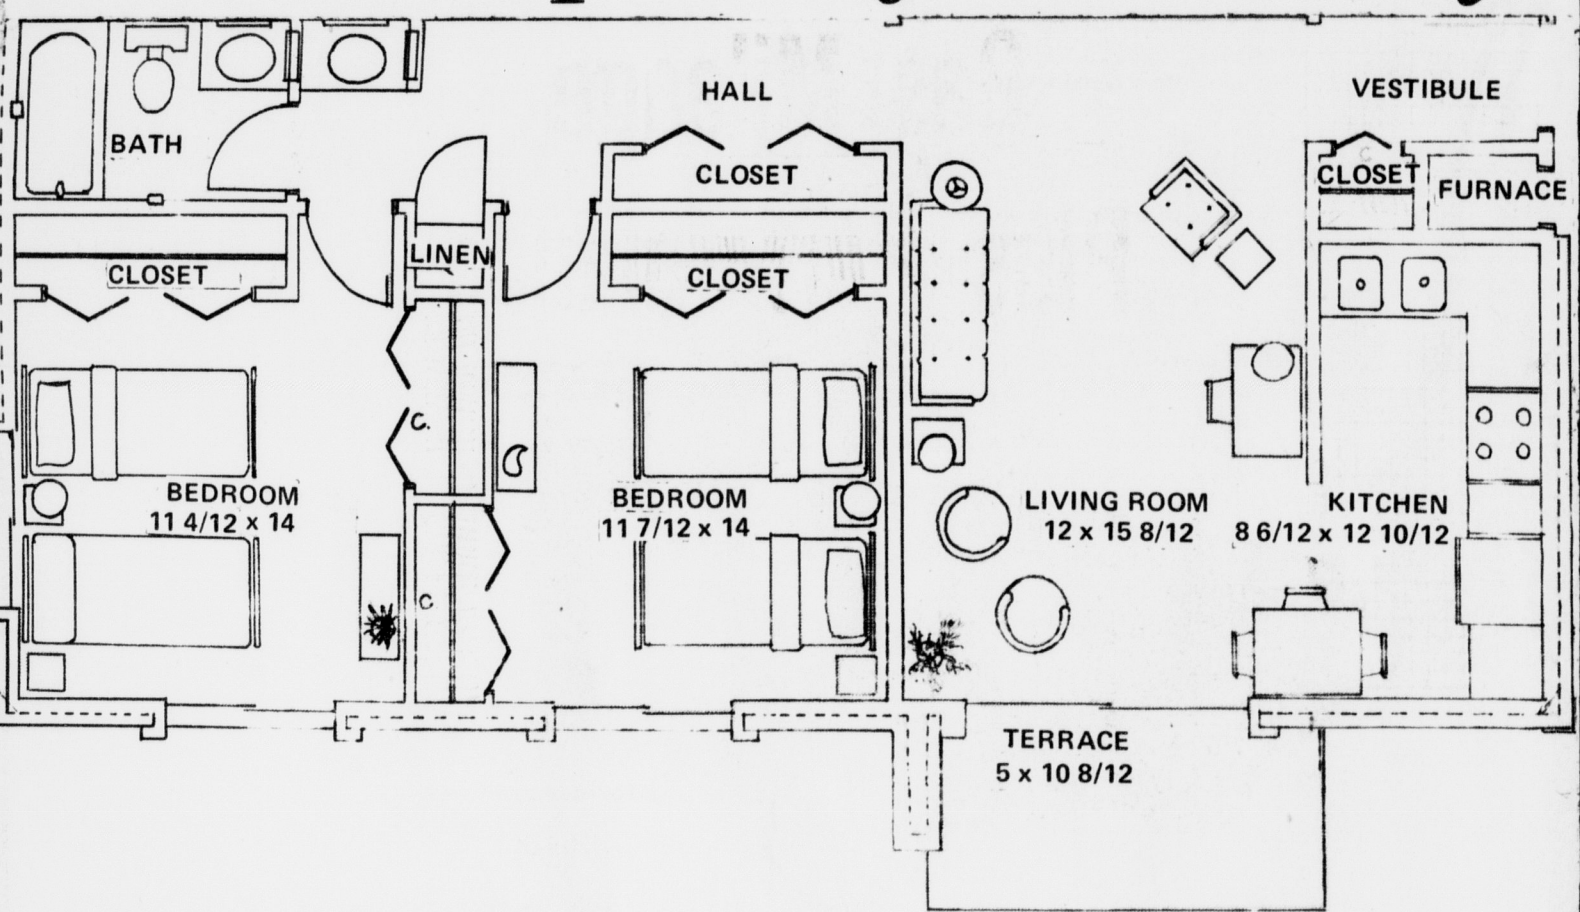 HALL
VESTIBULE
BATH
CLOSET
CLOSET
FURNACE
LINEN
CLOSET
CLOSET
C.
BEDROOM
11 4/12 x 14
BEDROOM
11 7/12 x 14
LIVING ROOM
12 x 15 8/12
KITCHEN
8 6/12 x 12 10/12
C
TERRACE
5 x 10 8/12